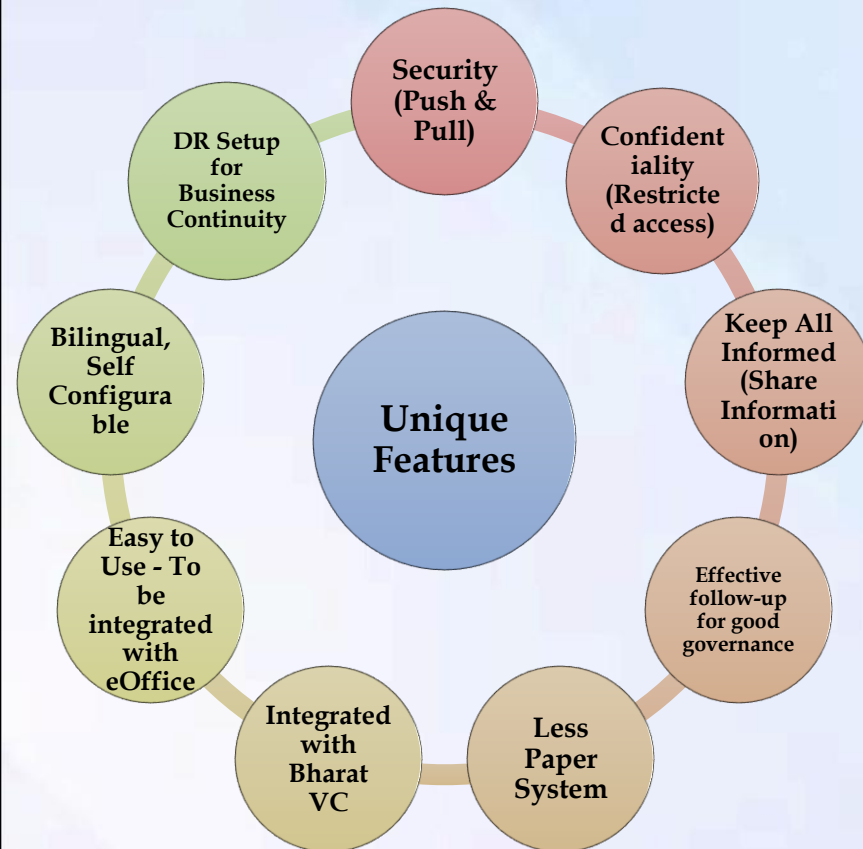 Security
(Push &
Pull)
Confident
iality
(Restricte
d access)
Keep All
Informed
(Share
Informati
on)
Effective
follow-up
for good
governance
Less
Paper
System
Integrated
with
Bharat
VC
Easy to
Use - To
be
integrated
with
eOffice
Bilingual,
Self
Configura
ble
DR Setup
for
Business
Continuity
Unique
Features